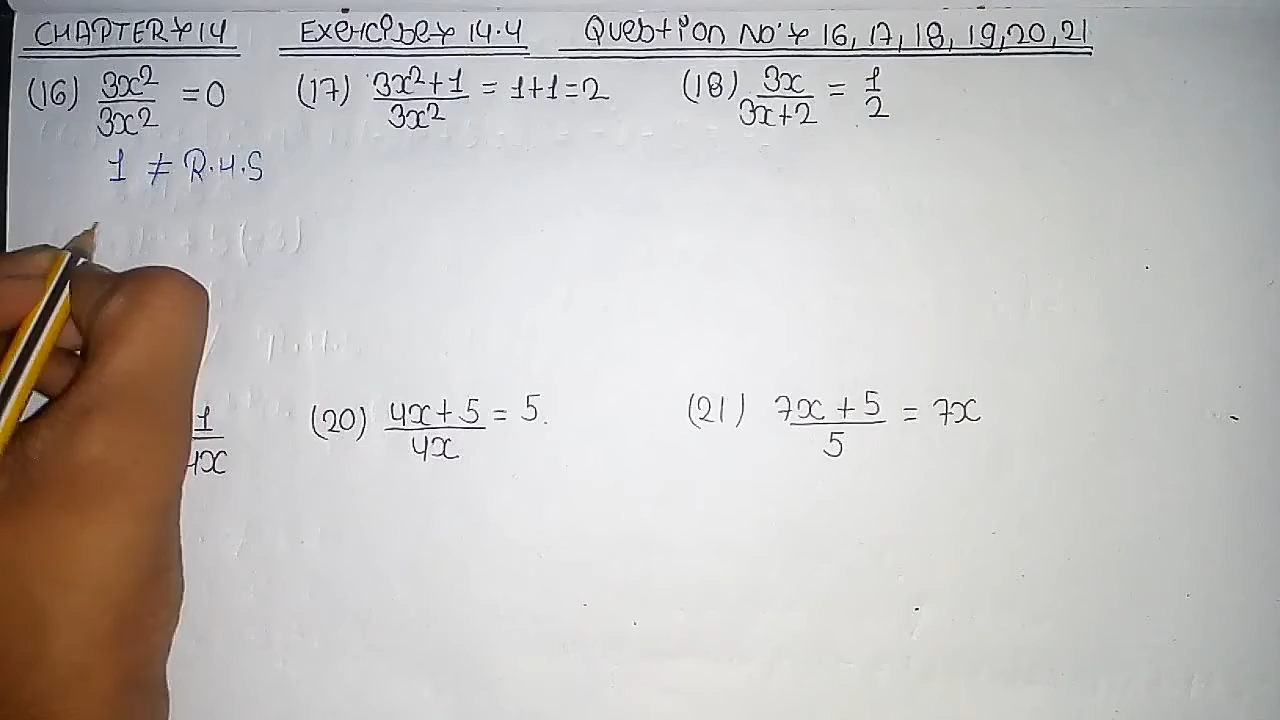 CHAPTER → 14 Exercise → 14.4 Question No → 16, 17, 18, 19, 20, 21
(16) 3x²/3x² = 0 (17) 3x²+1/3x² = 1+1=2 (18) 3x/3x+2 = 1/2
1 ≠ R.H.S
(20) 4x+5/4x = 5. (21) 7x+5/5 = 7x